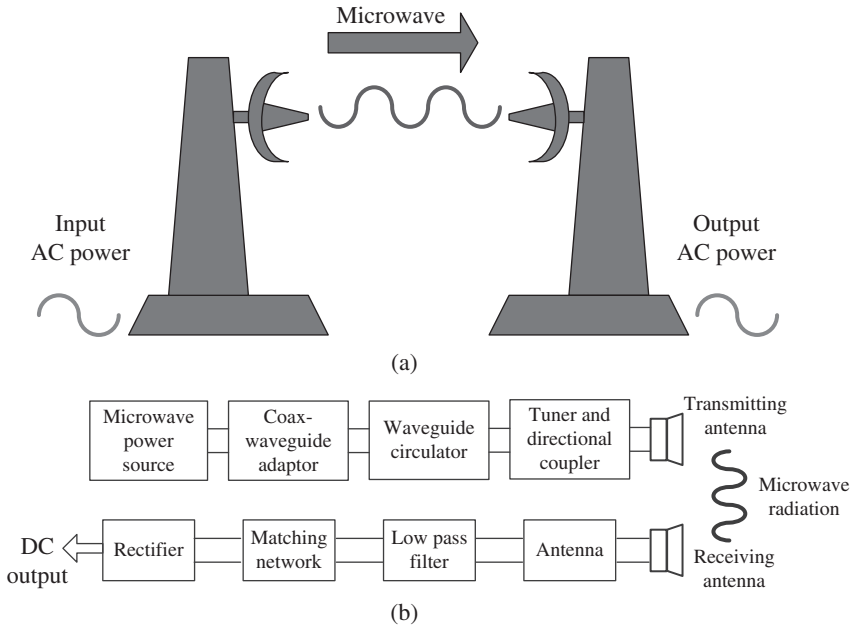 Microwave
Input
AC power
Output
AC power
(a)
Microwave
power
source
Coax-
waveguide
adaptor
Waveguide
circulator
Tuner and
directional
coupler
Transmitting
antenna
Microwave
radiation
DC
output
Rectifier
Matching
network
Low pass
filter
Antenna
Receiving
antenna
(b)